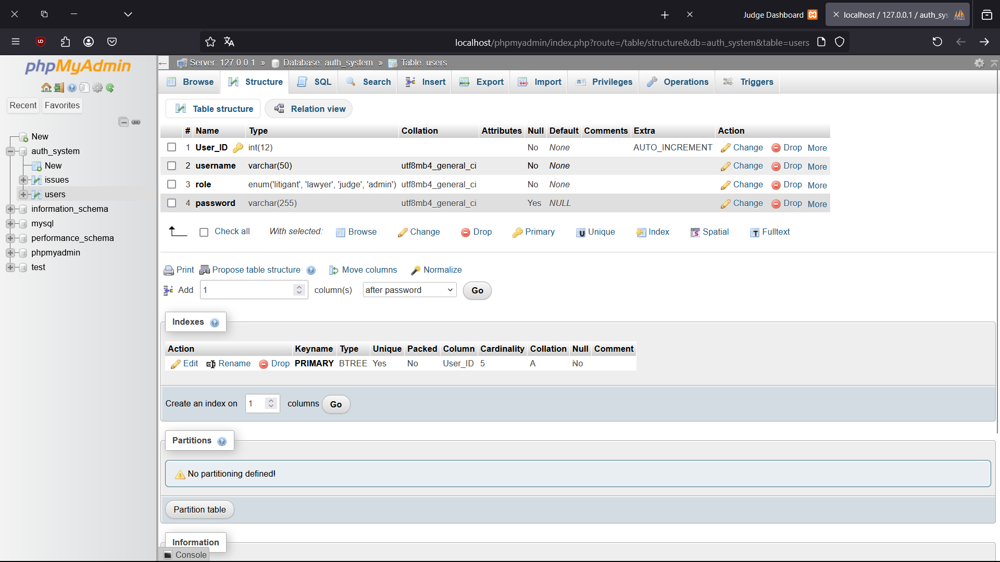 Judge Dashboard
localhost / 127.0.0.1 / auth_sys
localhost/phpmyadmin/index.php?route=/table/structure&db=auth_system&table=users
phpMyAdmin
Recent Favorites
New
auth_system
New
issues
users
information_schema
mysql
performance_schema
phpmyadmin
test
Server: 127.0.0.1 » Database: auth_system » Table: users
Browse Structure SQL Search Insert Export Import Privileges Operations Triggers
Table structure Relation view
# Name Type Collation Attributes Null Default Comments Extra Action
1 User_ID int(12) No None AUTO_INCREMENT Change Drop More
2 username varchar(50) utf8mb4_general_ci No None Change Drop More
3 role enum('litigant', 'lawyer', 'judge', 'admin') utf8mb4_general_ci No None Change Drop More
4 password varchar(255) utf8mb4_general_ci Yes NULL Change Drop More
Check all With selected: Browse Change Drop Primary Unique Index Spatial Fulltext
Print Propose table structure Move columns Normalize
Add 1 column(s) after password Go
Indexes
Action Keyname Type Unique Packed Column Cardinality Collation Null Comment
Edit Rename Drop PRIMARY BTREE Yes No User_ID 5 A No
Create an index on 1 columns Go
Partitions
No partitioning defined!
Partition table
Information
Console